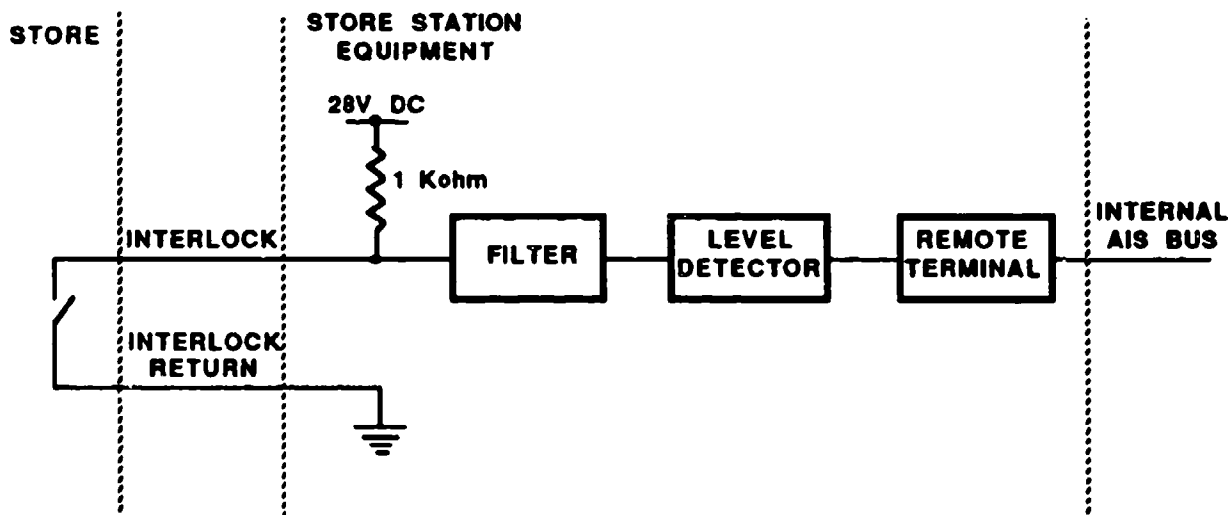 STORE
STORE STATION
EQUIPMENT
28V DC
1 Kohm
INTERLOCK
FILTER
LEVEL
DETECTOR
REMOTE
TERMINAL
INTERNAL
AIS BUS
INTERLOCK
RETURN